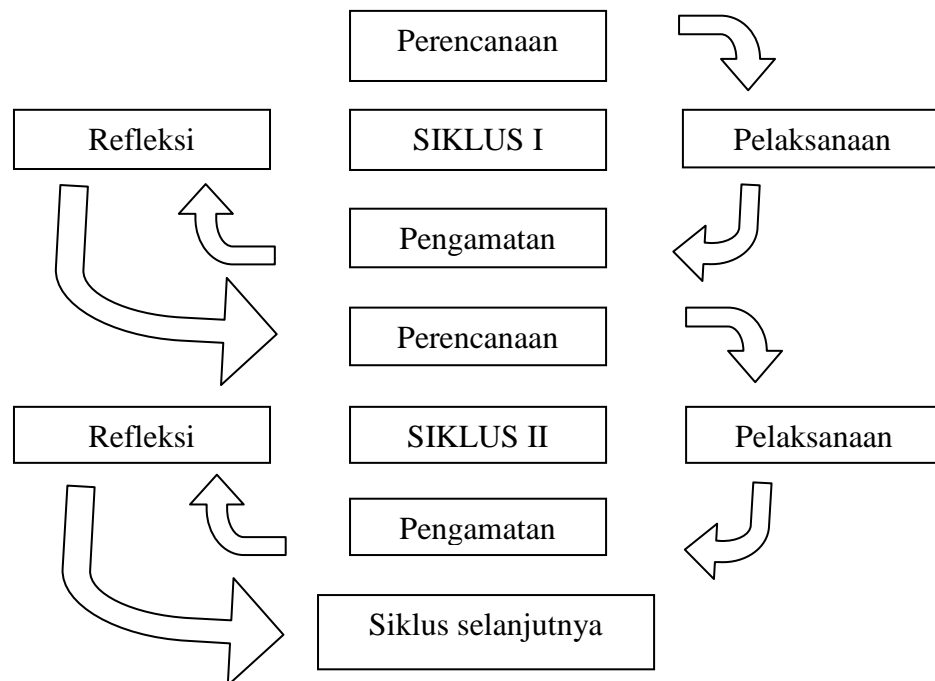 Perencanaan
Refleksi
SIKLUS I
Pelaksanaan
Pengamatan
Perencanaan
Refleksi
SIKLUS II
Pelaksanaan
Pengamatan
Siklus selanjutnya